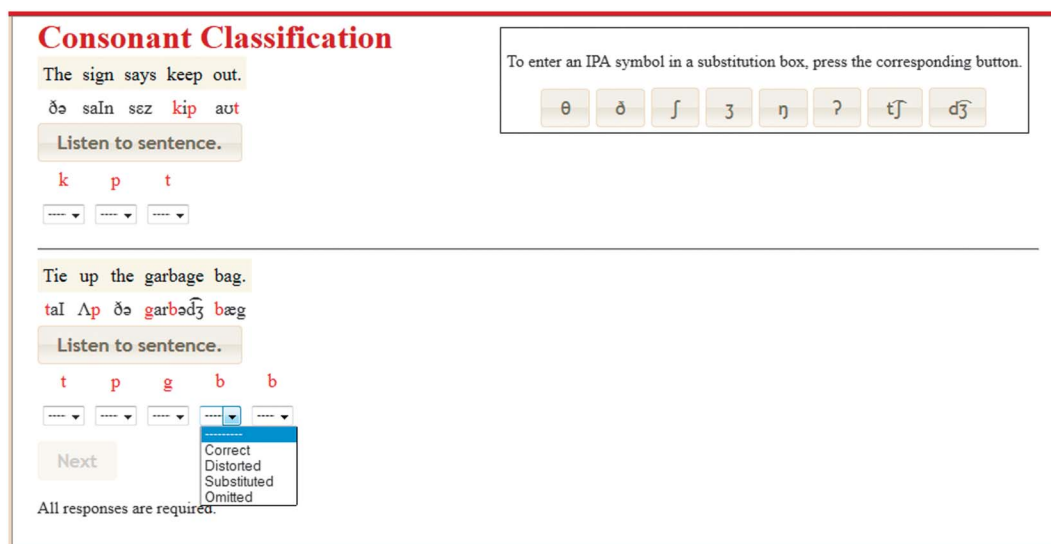 Consonant Classification
The sign says keep out.
ðə saIn sɛz kip aʊt
Listen to sentence.
k p t
---- ---- ----
To enter an IPA symbol in a substitution box, press the corresponding button.
θ ð ʃ ʒ ŋ ʔ t͡ʃ d͡ʒ
Tie up the garbage bag.
taI Λp ðə garbəd͡ʒ bæg
Listen to sentence.
t p g b b
---- ---- ---- ---- ----
---------
Correct
Distorted
Substituted
Omitted
Next
All responses are required.